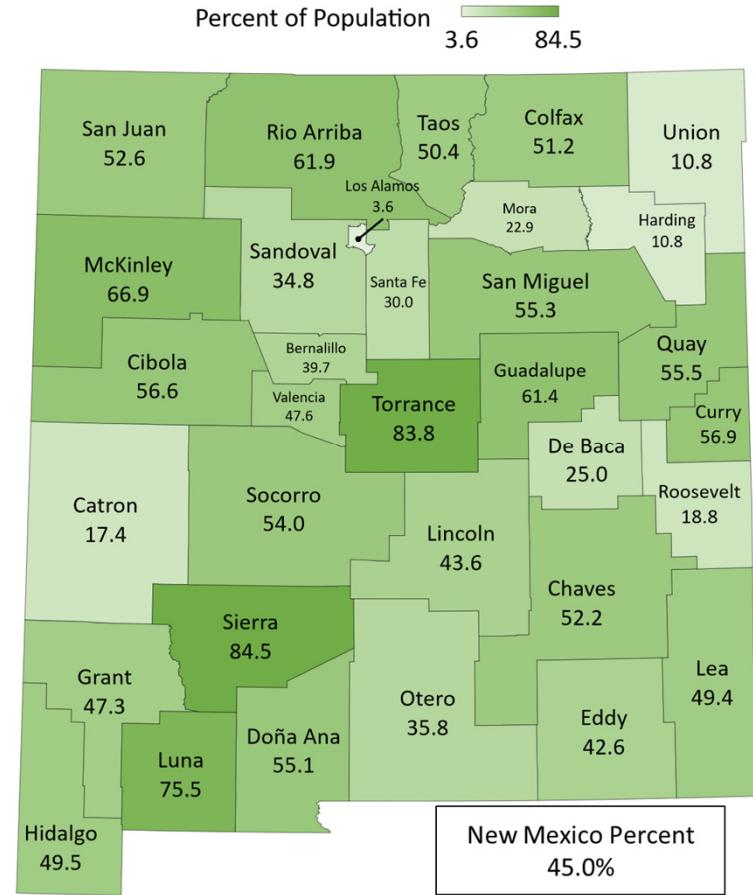 Percent of Population
3.6 84.5
San Juan
52.6
Rio Arriba
61.9
Taos
50.4
Colfax
51.2
Union
10.8
Los Alamos
3.6
Mora
22.9
Harding
10.8
McKinley
66.9
Sandoval
34.8
Santa Fe
30.0
San Miguel
55.3
Cibola
56.6
Bernalillo
39.7
Valencia
47.6
Torrance
83.8
Guadalupe
61.4
Quay
55.5
Curry
56.9
De Baca
25.0
Roosevelt
18.8
Catron
17.4
Socorro
54.0
Lincoln
43.6
Chaves
52.2
Sierra
84.5
Grant
47.3
Luna
75.5
Doña Ana
55.1
Otero
35.8
Eddy
42.6
Lea
49.4
Hidalgo
49.5
New Mexico Percent
45.0%